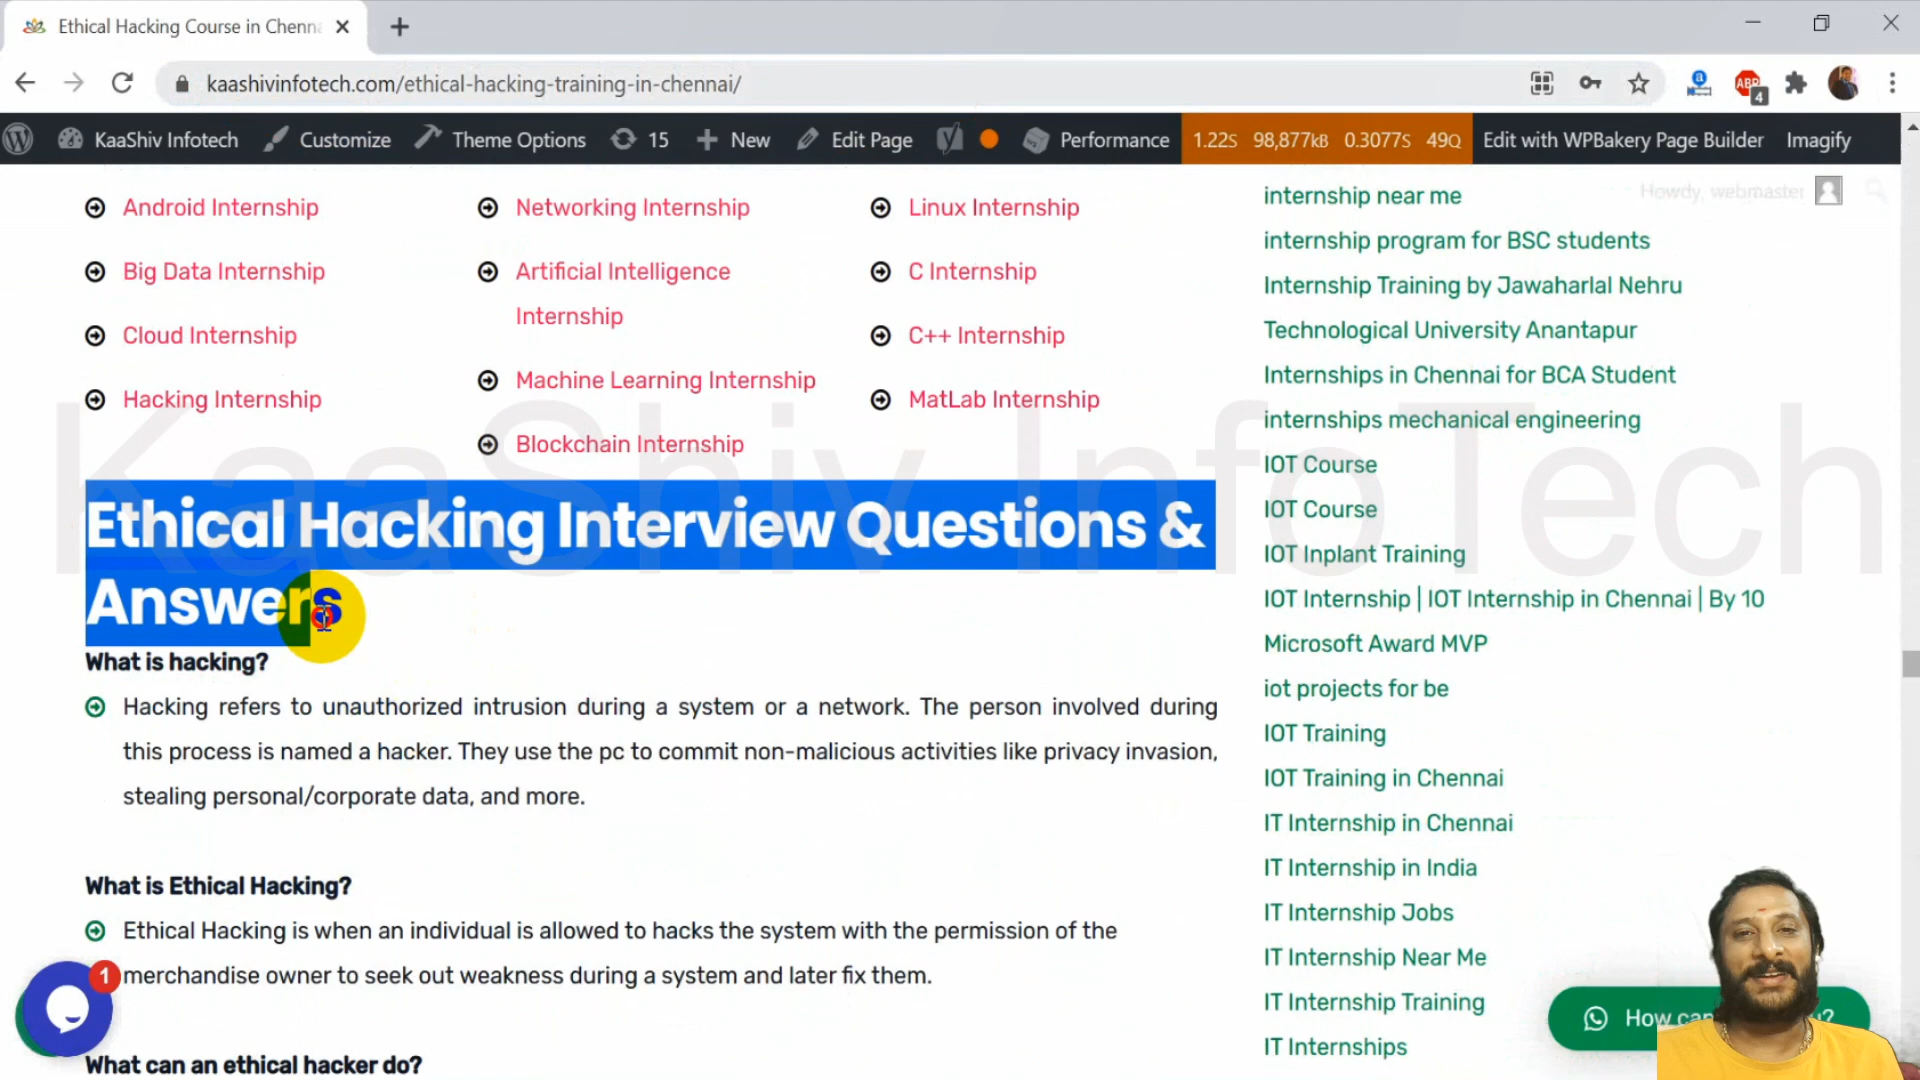 Ethical Hacking Course in Chenn
kaashivinfotech.com/ethical-hacking-training-in-chennai/
ABP
4
KaaShiv Infotech
Customize
Theme Options
15
New
Edit Page
Performance
1.22S 98,877KB 0.3077S 49Q
Edit with WPBakery Page Builder
Imagify
Howdy, webmaster
Android Internship
Big Data Internship
Cloud Internship
Hacking Internship
Networking Internship
Artificial Intelligence
Internship
Machine Learning Internship
Blockchain Internship
Linux Internship
C Internship
C++ Internship
MatLab Internship
KaaShiv InfoTech
Ethical Hacking Interview Questions &
Answers
What is hacking?
Hacking refers to unauthorized intrusion during a system or a network. The person involved during
this process is named a hacker. They use the pc to commit non-malicious activities like privacy invasion,
stealing personal/corporate data, and more.
What is Ethical Hacking?
Ethical Hacking is when an individual is allowed to hacks the system with the permission of the
merchandise owner to seek out weakness during a system and later fix them.
What can an ethical hacker do?
1
internship near me
internship program for BSC students
Internship Training by Jawaharlal Nehru
Technological University Anantapur
Internships in Chennai for BCA Student
internships mechanical engineering
IOT Course
IOT Course
IOT Inplant Training
IOT Internship | IOT Internship in Chennai | By 10
Microsoft Award MVP
iot projects for be
IOT Training
IOT Training in Chennai
IT Internship in Chennai
IT Internship in India
IT Internship Jobs
IT Internship Near Me
IT Internship Training
IT Internships
How